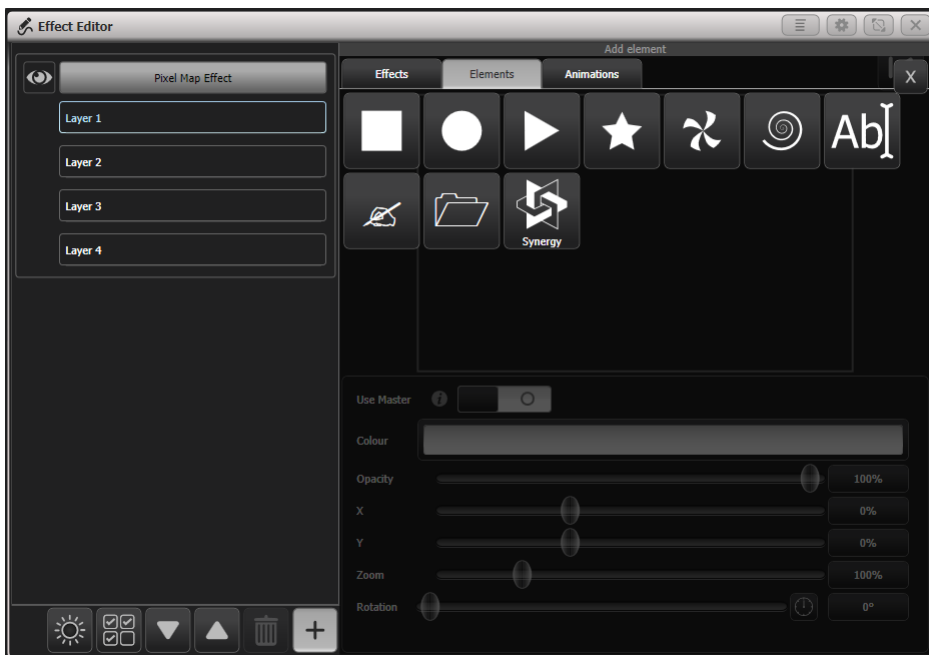 Effect Editor
Add element
Pixel Map Effect
Layer 1
Layer 2
Layer 3
Layer 4
Effects
Elements
Animations
X
Ab
Synergy
Use Master
Colour
Opacity
100%
X
0%
Y
0%
Zoom
100%
Rotation
0°